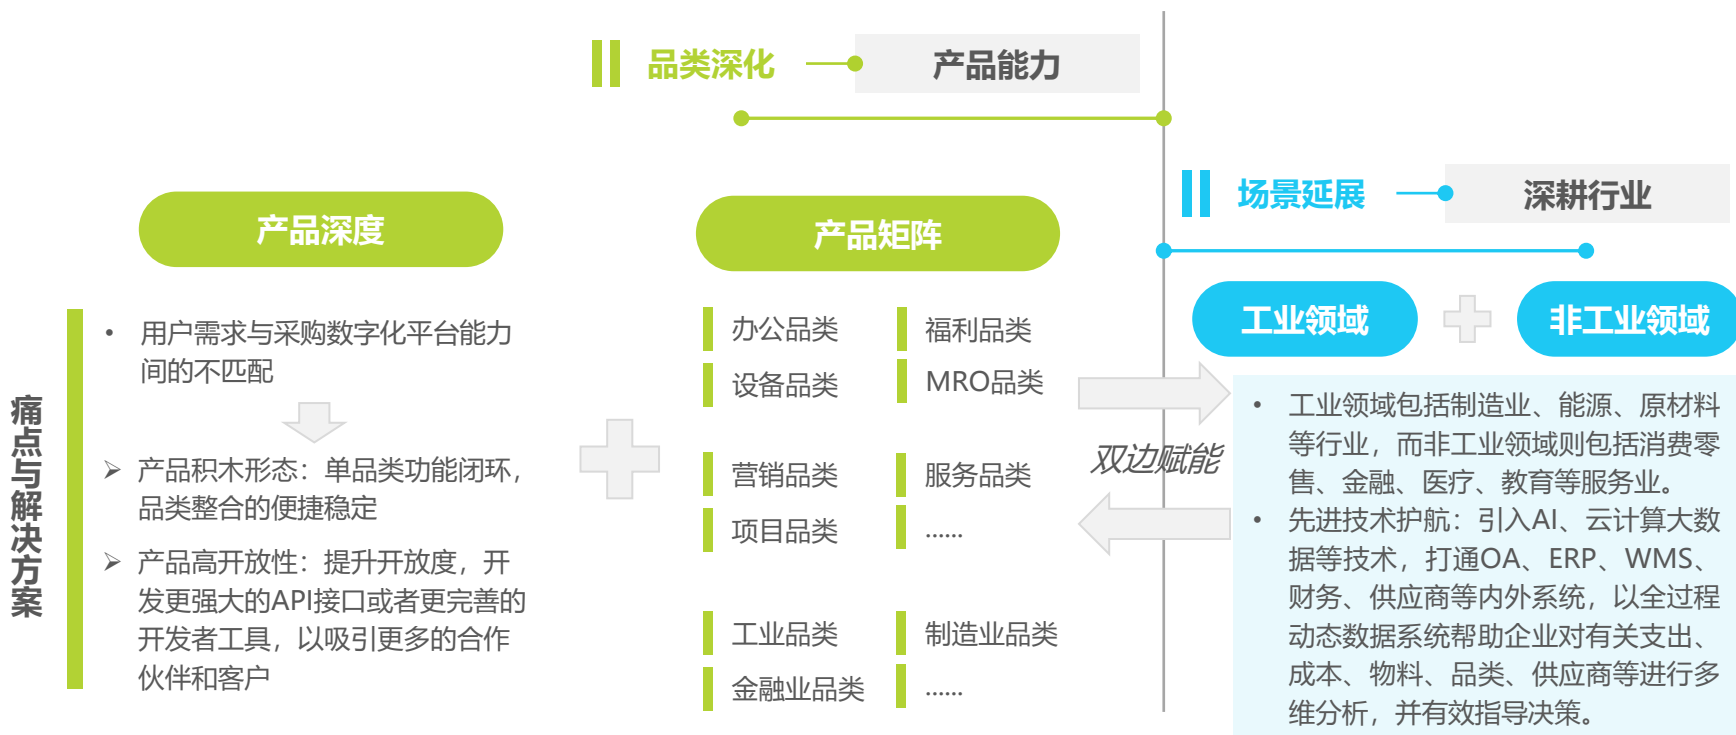 品类深化
产品能力
场景延展
深耕行业
痛点与解决方案
产品深度
• 用户需求与采购数字化平台能力
间的不匹配
➢ 产品积木形态：单品类功能闭环，
品类整合的便捷稳定
➢ 产品高开放性：提升开放度，开
发更强大的API接口或者更完善的
开发者工具，以吸引更多的合作
伙伴和客户
产品矩阵
办公品类
福利品类
设备品类
MRO品类
营销品类
服务品类
项目品类
......
工业品类
制造业品类
金融业品类
......
双边赋能
工业领域
非工业领域
• 工业领域包括制造业、能源、原材料
等行业，而非工业领域则包括消费零
售、金融、医疗、教育等服务业。
• 先进技术护航：引入AI、云计算大数
据等技术，打通OA、ERP、WMS、
财务、供应商等内外系统，以全过程
动态数据系统帮助企业对有关支出、
成本、物料、品类、供应商等进行多
维分析，并有效指导决策。